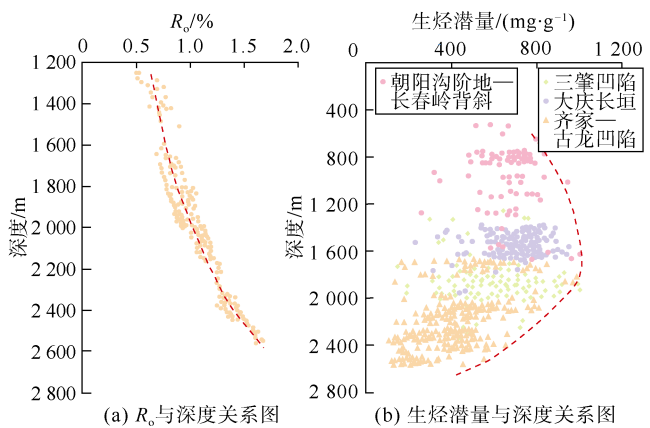 Ro/%
0 0.5 1.0 1.5 2.0
1 200
1 400
1 600
1 800
2 000
2 200
2 400
2 600
2 800
深度/m
(a) Ro与深度关系图
生烃潜量/(mg·g⁻¹)
0 400 800 1 200
朝阳沟阶地—
长春岭背斜
三肇凹陷
大庆长垣
齐家—
古龙凹陷
400
800
1 200
1 600
2 000
2 400
2 800
深度/m
(b) 生烃潜量与深度关系图